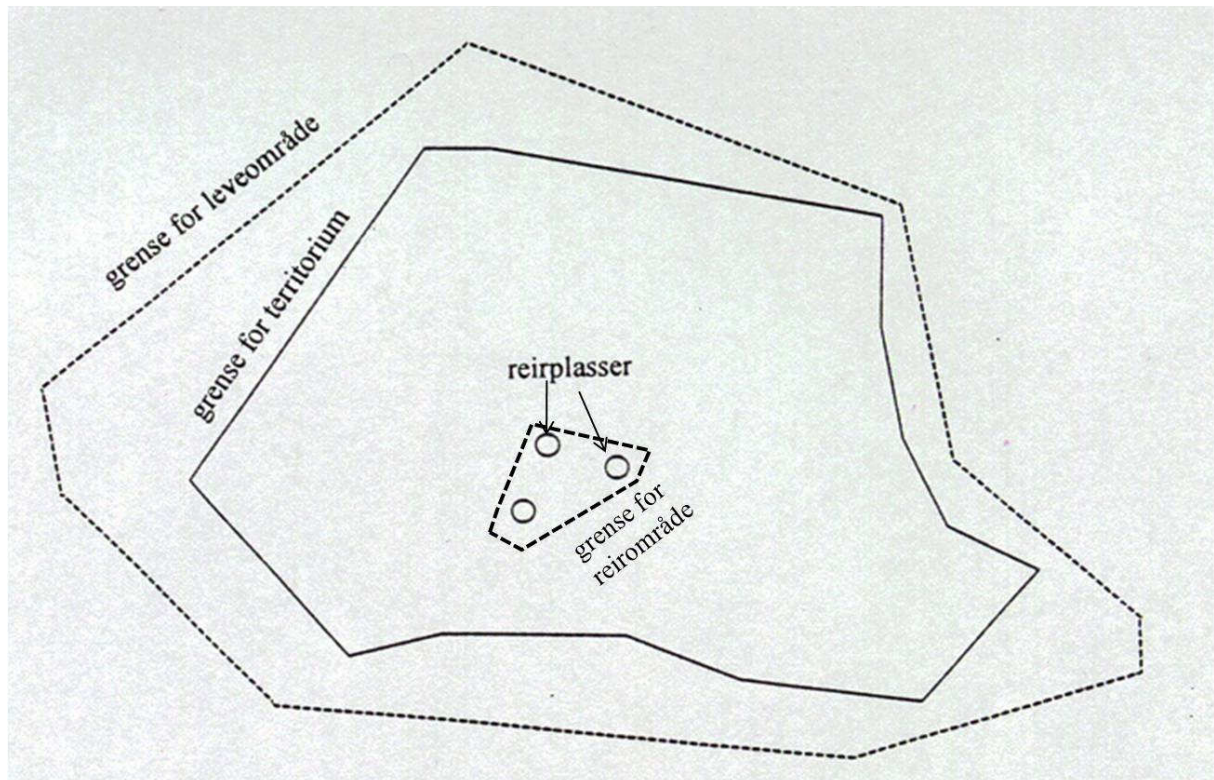 grense for leveområde
grense for territorium
reirplasser
grense for
reirområde